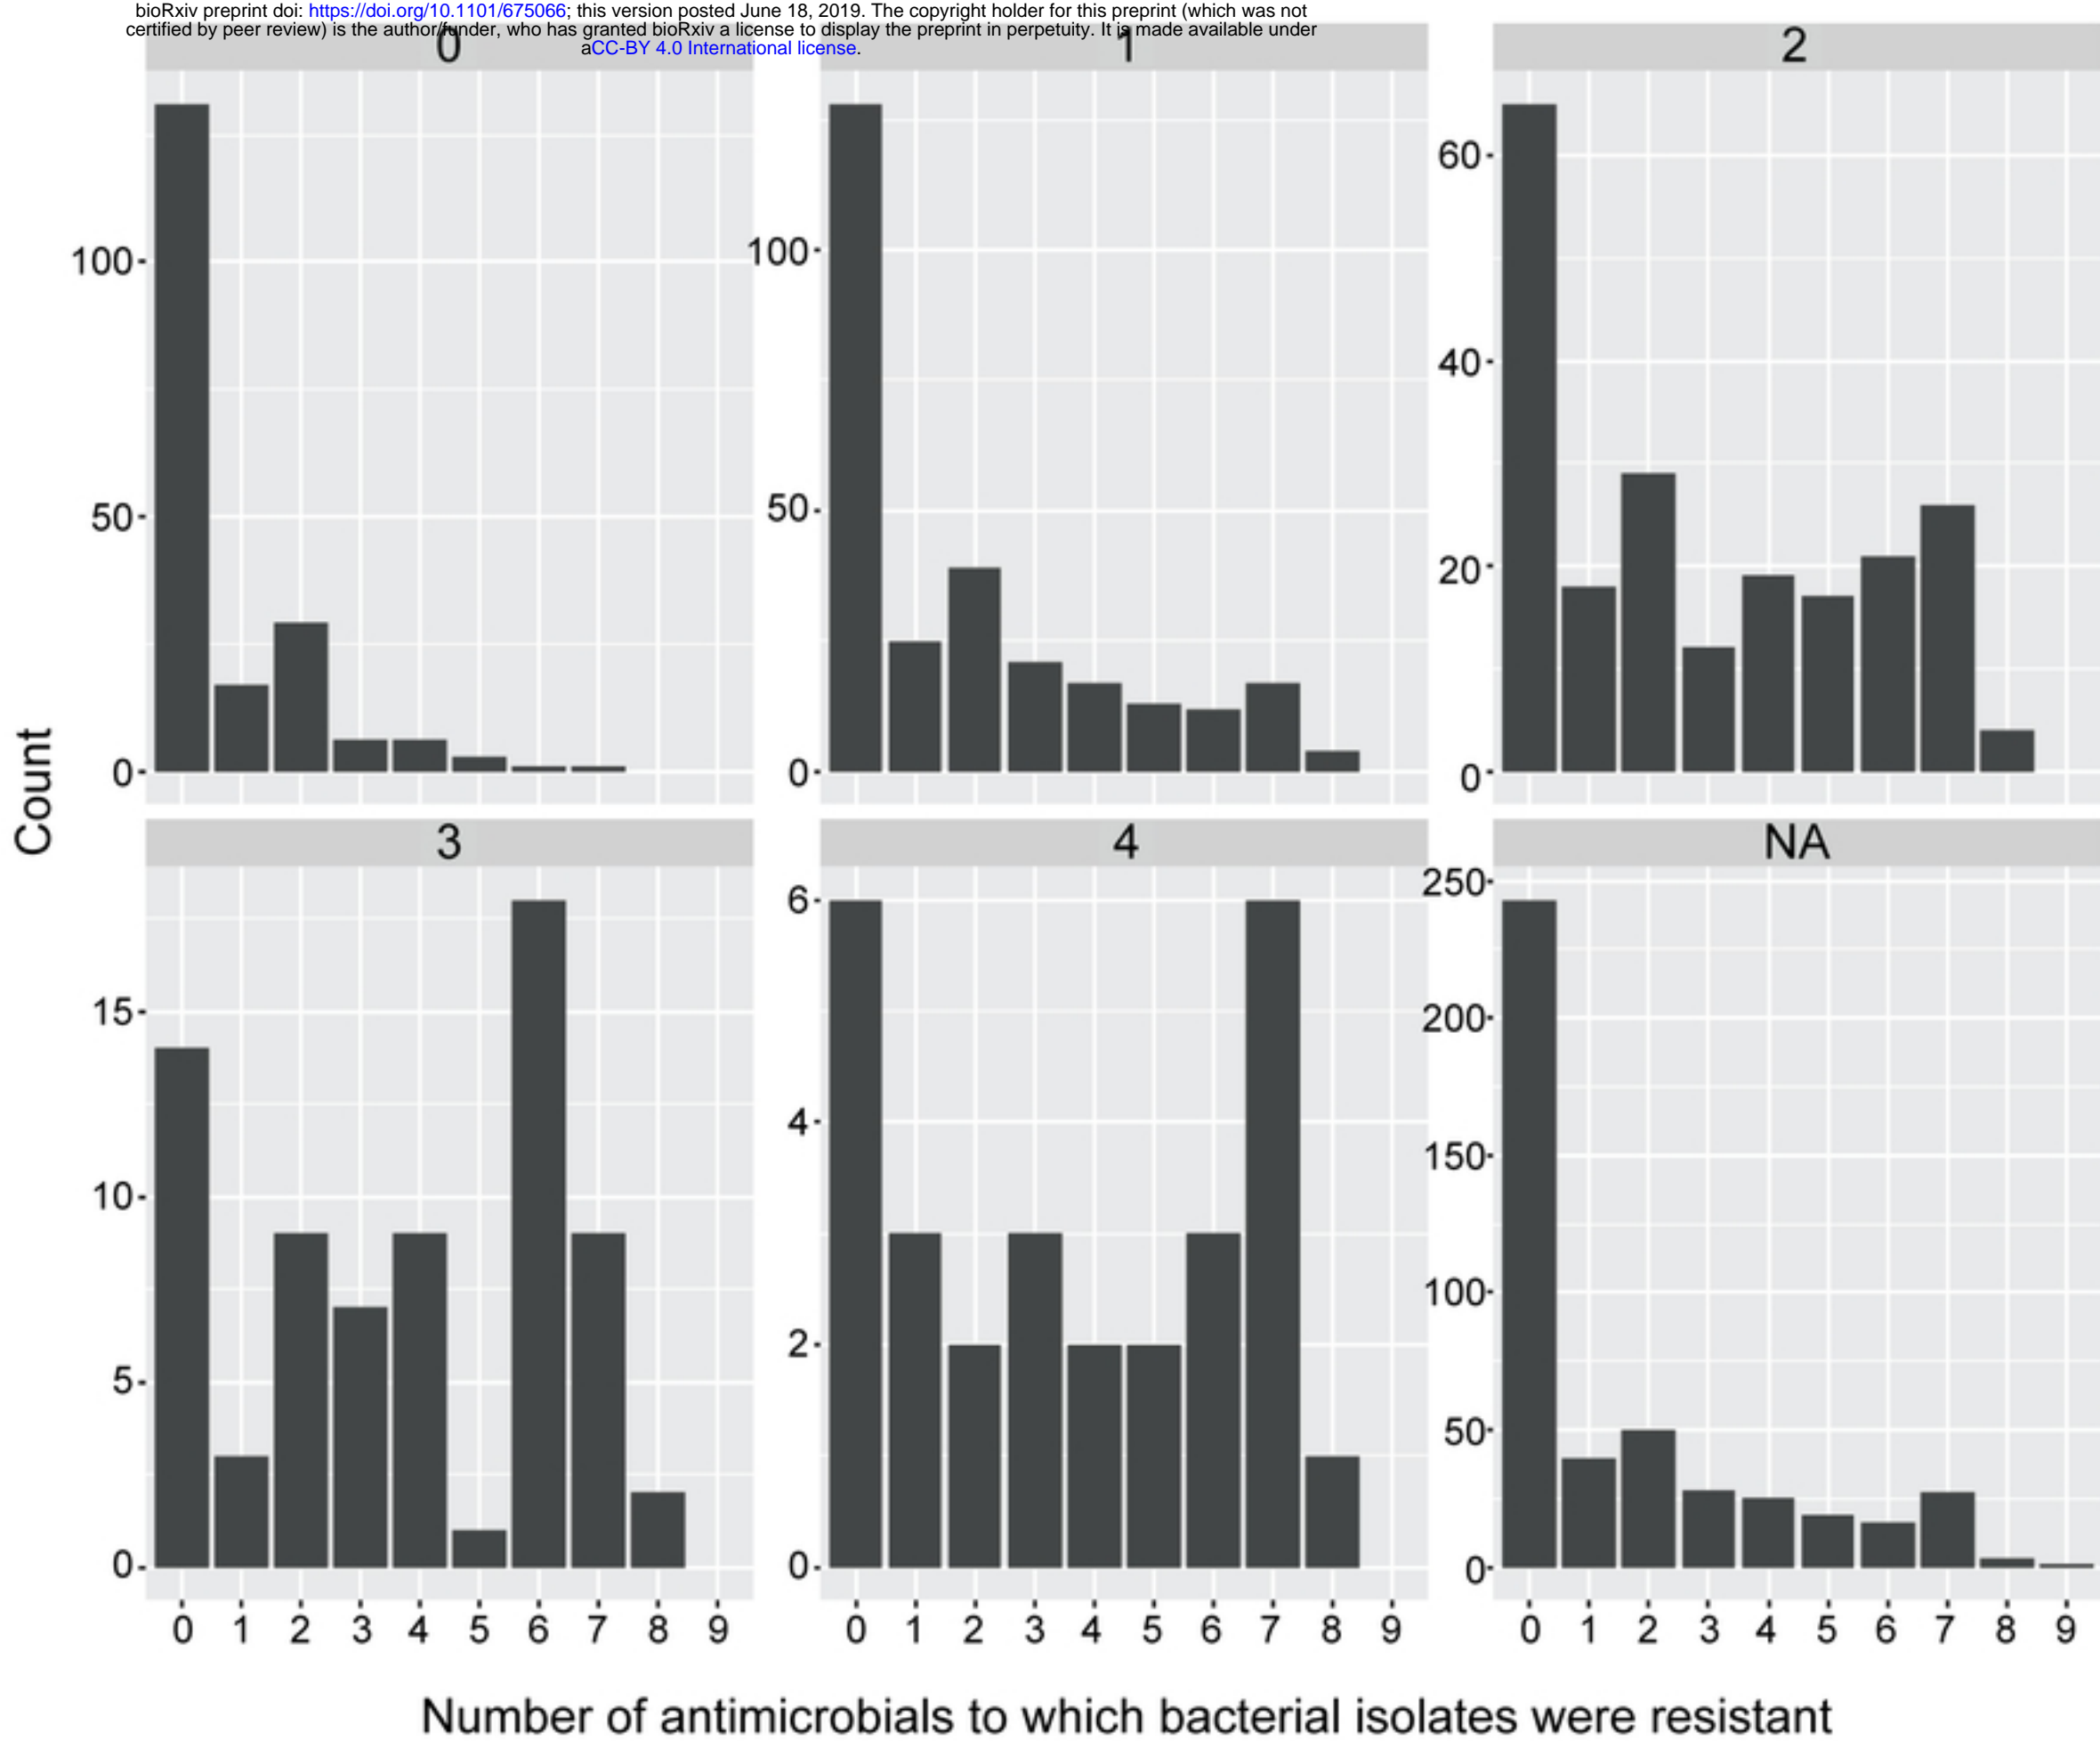 bioRxiv preprint doi: https://doi.org/10.1101/675066; this version posted June 18, 2019. The copyright holder for this preprint (which was not
certified by peer review) is the author/funder, who has granted bioRxiv a license to display the preprint in perpetuity. It is made available under
aCC-BY 4.0 International license.
0 1 2
100
50
0
100
50
0
60
40
20
0
Count
3 4 NA
15
10
5
0
6
4
2
0
250
200
150
100
50
0
0 1 2 3 4 5 6 7 8 9
0 1 2 3 4 5 6 7 8 9
0 1 2 3 4 5 6 7 8 9
Number of antimicrobials to which bacterial isolates were resistant